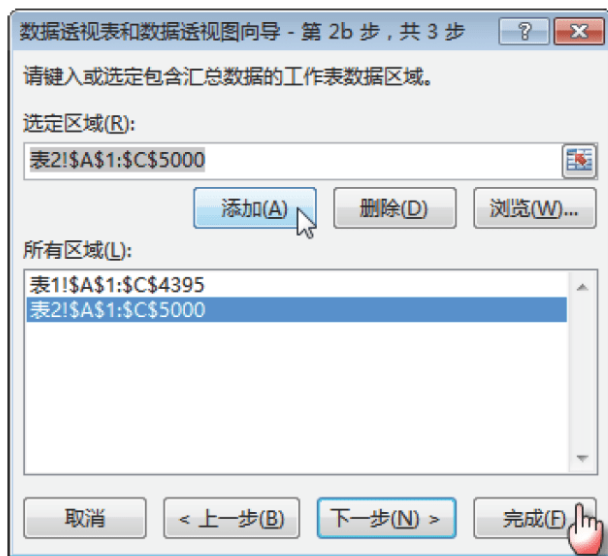 数据透视表和数据透视图向导 - 第 2b 步，共 3 步
请键入或选定包含汇总数据的工作表数据区域。
选定区域(R):
表2!$A$1:$C$5000
添加(A) 删除(D) 浏览(W)...
所有区域(L):
表1!$A$1:$C$4395
表2!$A$1:$C$5000
取消 < 上一步(B) 下一步(N) > 完成(F)